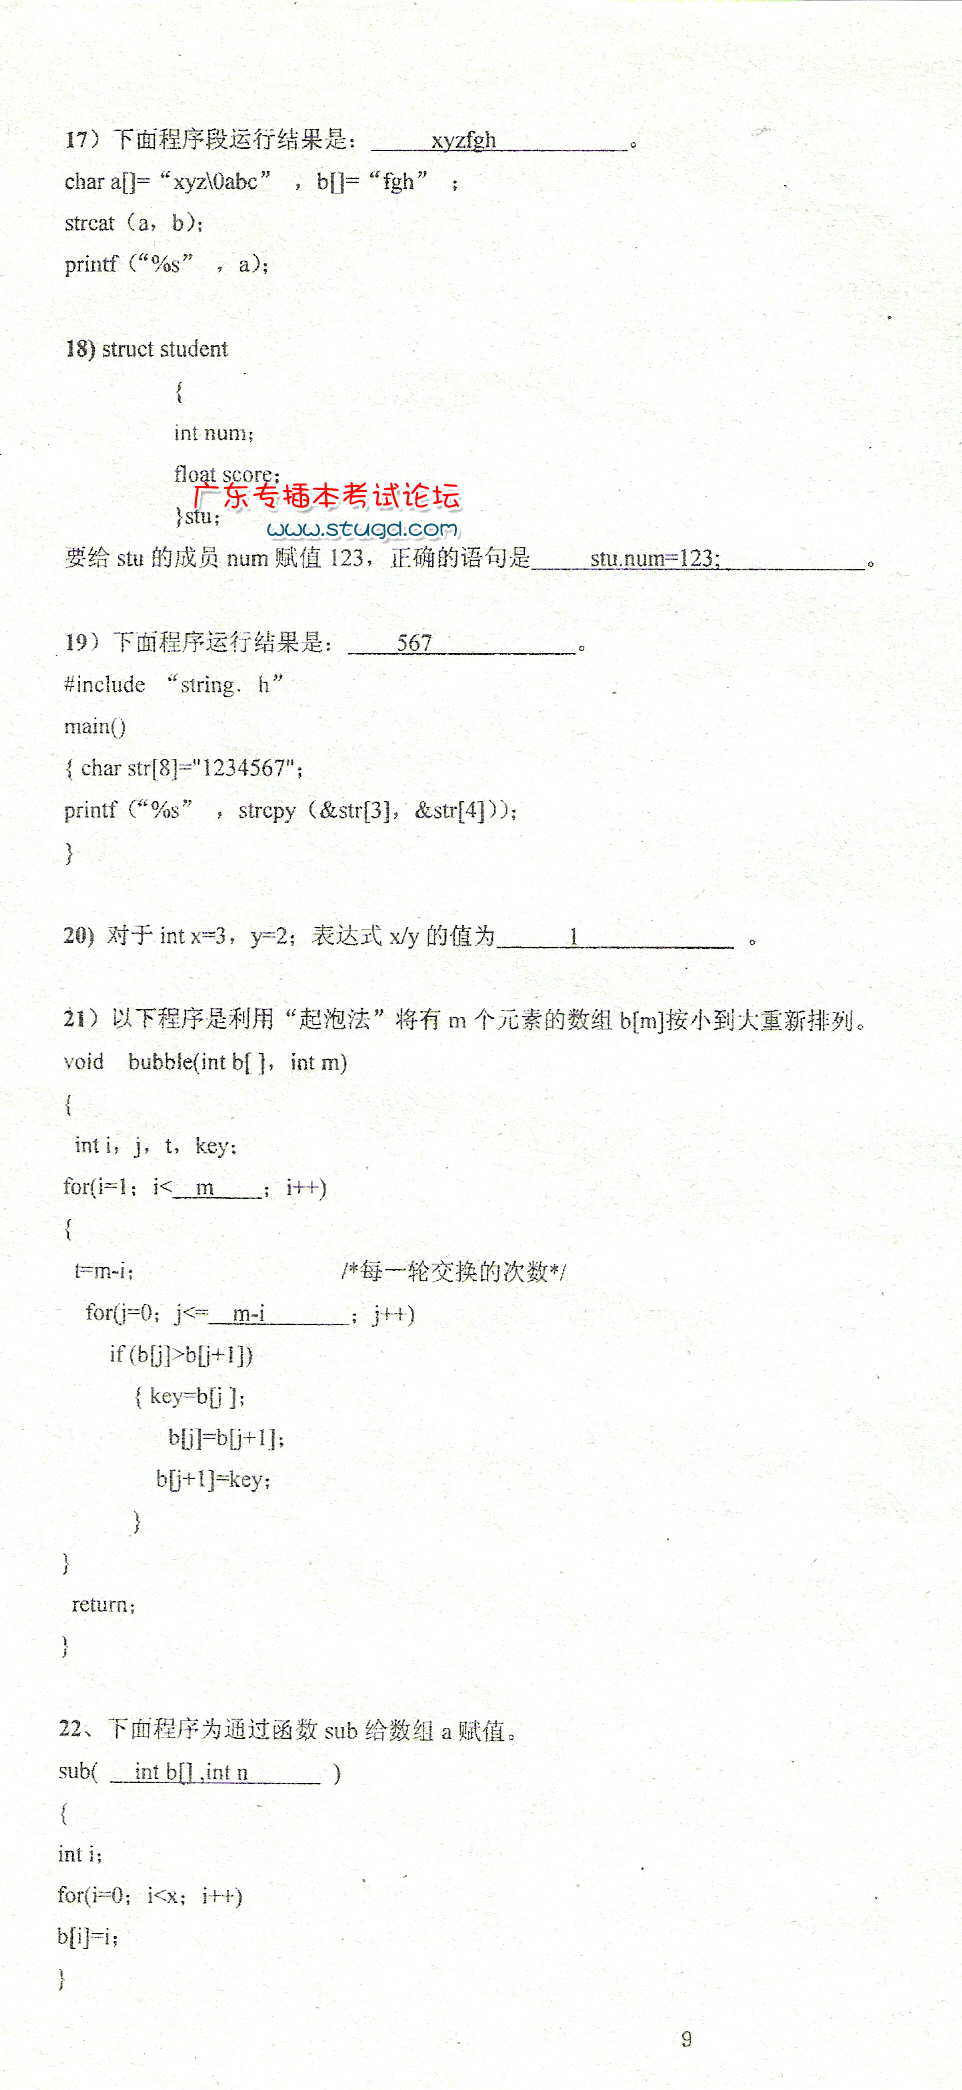 17）下面程序段运行结果是：  xyzfgh  。
char a[]=“xyz\0abc” ，b[]=“fgh” ；
strcat（a，b）；
printf（“%s” ，a）；
18) struct student
{
int num；
float score；
广东专插本考试论坛
}stu；
www.stugd.com
要给 stu 的成员 num 赋值 123，正确的语句是  stu.num=123;  。
19）下面程序运行结果是：  567  。
#include “string．h”
main()
{ char str[8]="1234567"；
printf（“%s” ，strcpy（&str[3]，&str[4]））；
}
20）对于 int x=3，y=2；表达式 x/y 的值为  1  。
21）以下程序是利用“起泡法”将有 m 个元素的数组 b[m]按小到大重新排列。
void bubble(int b[ ]，int m)
{
int i，j，t，key；
for(i=1；i<  m  ；i++)
{
t=m-i； /*每一轮交换的次数*/
for(j=0；j<=  m-i  ；j++)
if (b[j]>b[j+1])
{ key=b[j ]；
b[j]=b[j+1]；
b[j+1]=key；
}
}
return；
}
22、下面程序为通过函数 sub 给数组 a 赋值。
sub(  int b[] ,int n  )
{
int i；
for(i=0；i<x；i++)
b[i]=i；
}
9